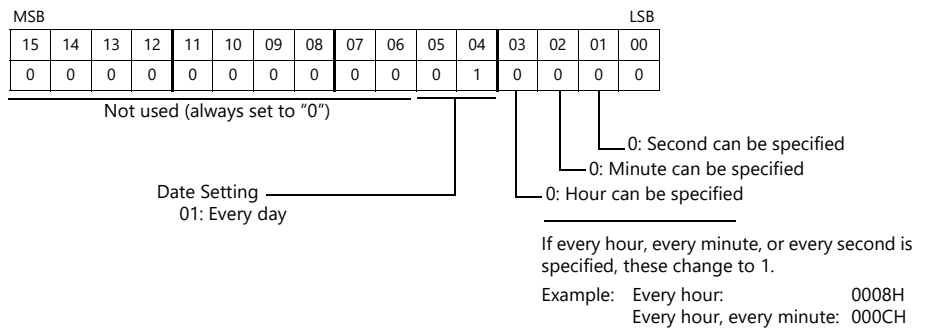 MSB LSB
15 14 13 12 11 10 09 08 07 06 05 04 03 02 01 00
0 0 0 0 0 0 0 0 0 0 0 1 0 0 0 0
Not used (always set to “0”)
0: Second can be specified
0: Minute can be specified
Date Setting
0: Hour can be specified
01: Every day
If every hour, every minute, or every second is
specified, these change to 1.
Example: Every hour: 0008H
Every hour, every minute: 000CH